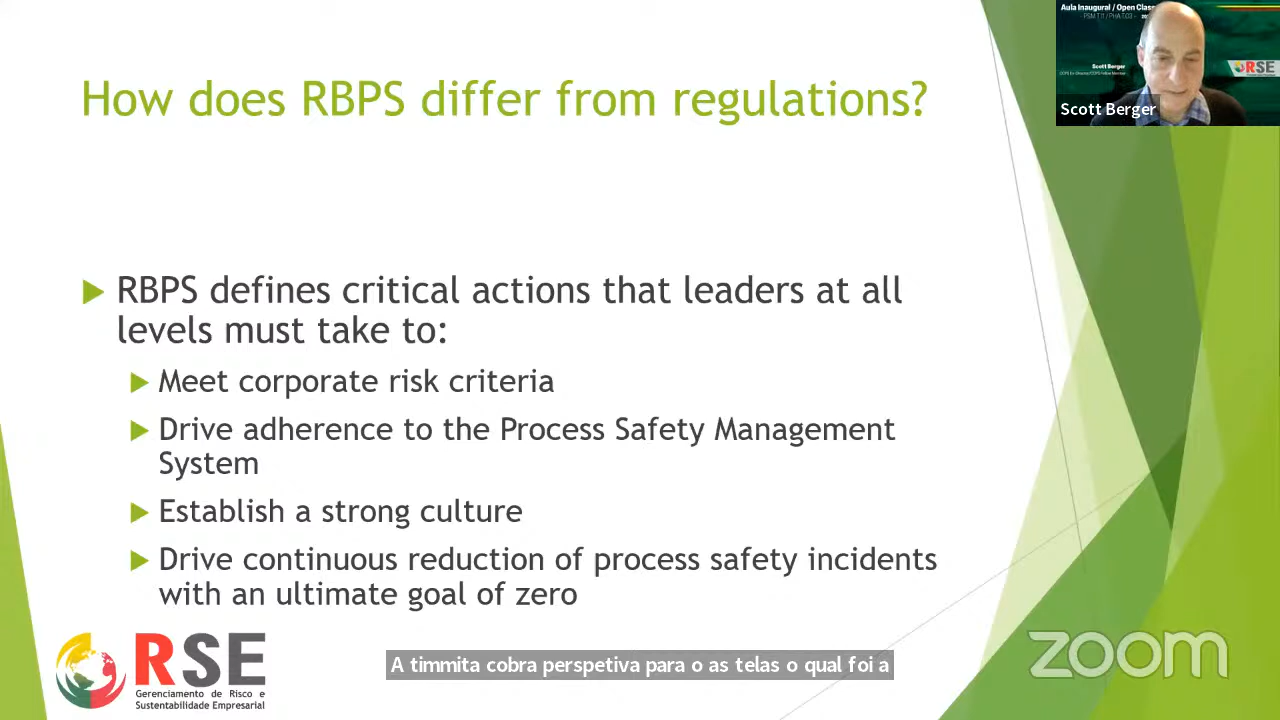 How does RBPS differ from regulations?
RBPS defines critical actions that leaders at all
levels must take to:
Meet corporate risk criteria
Drive adherence to the Process Safety Management
System
Establish a strong culture
Drive continuous reduction of process safety incidents
with an ultimate goal of zero
RSE
Gerenciamento de Risco e
Sustentabilidade Empresarial
A timmita cobra perspetiva para o as telas o qual foi a
zoom
Aula Inaugural / Open Class
Scott Berger
RSE
Scott Berger